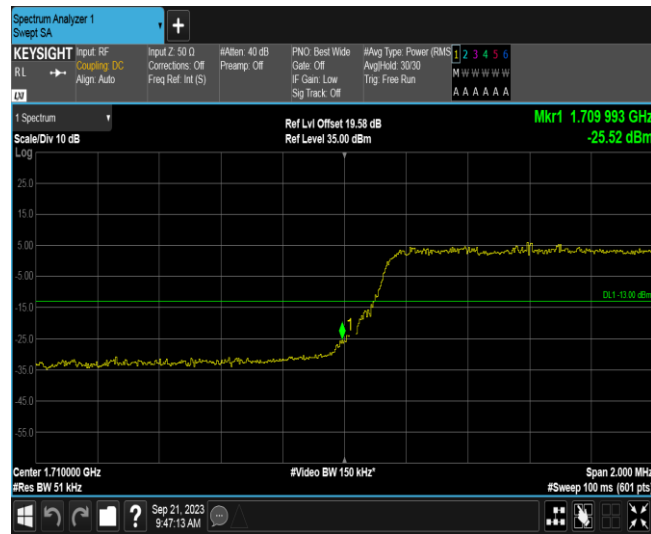 Spectrum Analyzer 1
Swept SA
+
KEYSIGHT
RL
LXI
Input: RF
Coupling: DC
Align: Auto
Input Z: 50 Ω
Corrections: Off
Freq Ref: Int (S)
#Atten: 40 dB
Preamp: Off
PNO: Best Wide
Gate: Off
IF Gain: Low
Sig Track: Off
#Avg Type: Power (RMS
Avg|Hold: 30/30
Trig: Free Run
1 2 3 4 5 6
M W W W W W
A A A A A A
1 Spectrum
Scale/Div 10 dB
Log
Ref Lvl Offset 19.58 dB
Ref Level 35.00 dBm
Mkr1 1.709 993 GHz
-25.52 dBm
25.0
15.0
5.00
-5.00
-15.0
-25.0
-35.0
-45.0
-55.0
DL1 -13.00 dBm
1
Center 1.710000 GHz
#Res BW 51 kHz
#Video BW 150 kHz*
Span 2.000 MHz
#Sweep 100 ms (601 pts)
?
Sep 21, 2023
9:47:13 AM